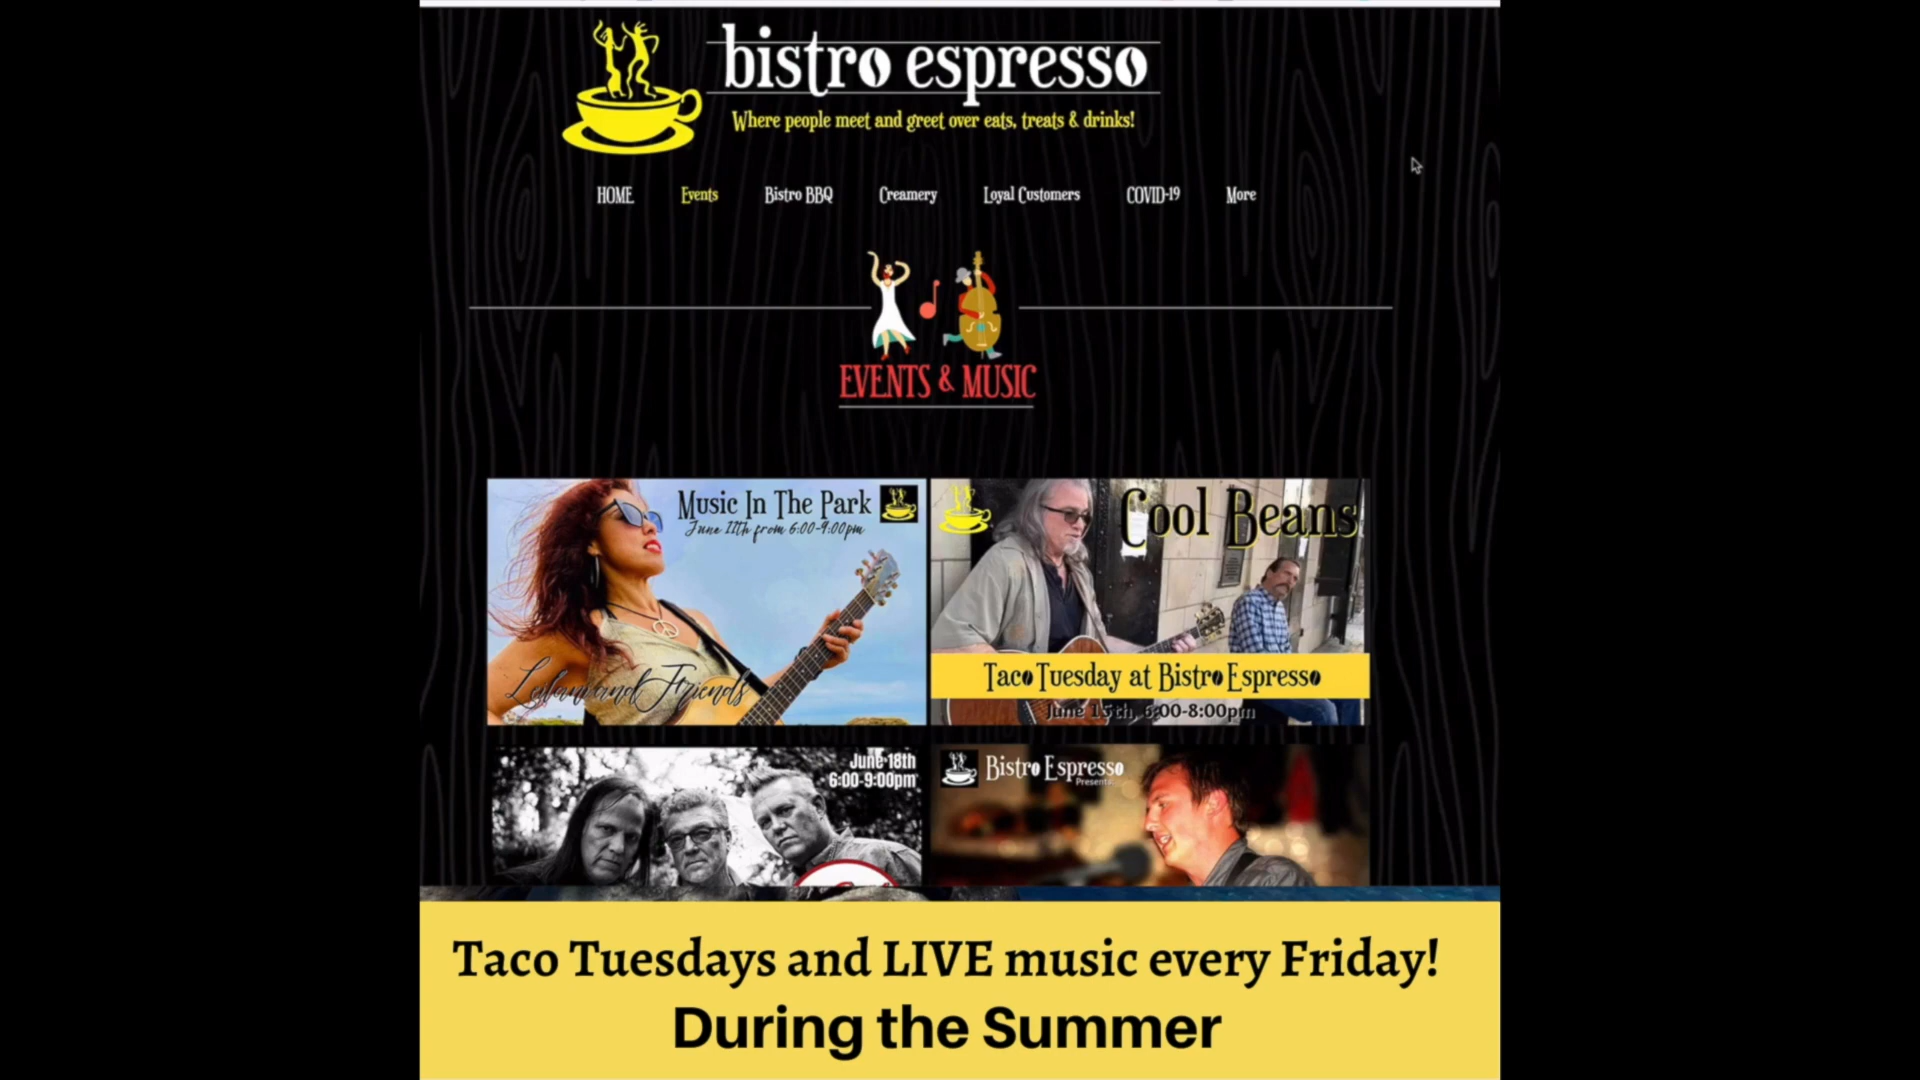 bistro espresso
Where people meet and greet over eats, treats & drinks!
HOME Events Bistro BBQ Creamery Loyal Customers COVID-19 More
EVENTS & MUSIC
Music In The Park
June 11th from 6:00-9:00pm
Leilani and Friends
Cool Beans
Taco Tuesday at Bistro Espresso
June 15th, 6:00-8:00pm
June 18th
6:00-9:00pm
Bistro Espresso
Presents
Taco Tuesdays and LIVE music every Friday!
During the Summer